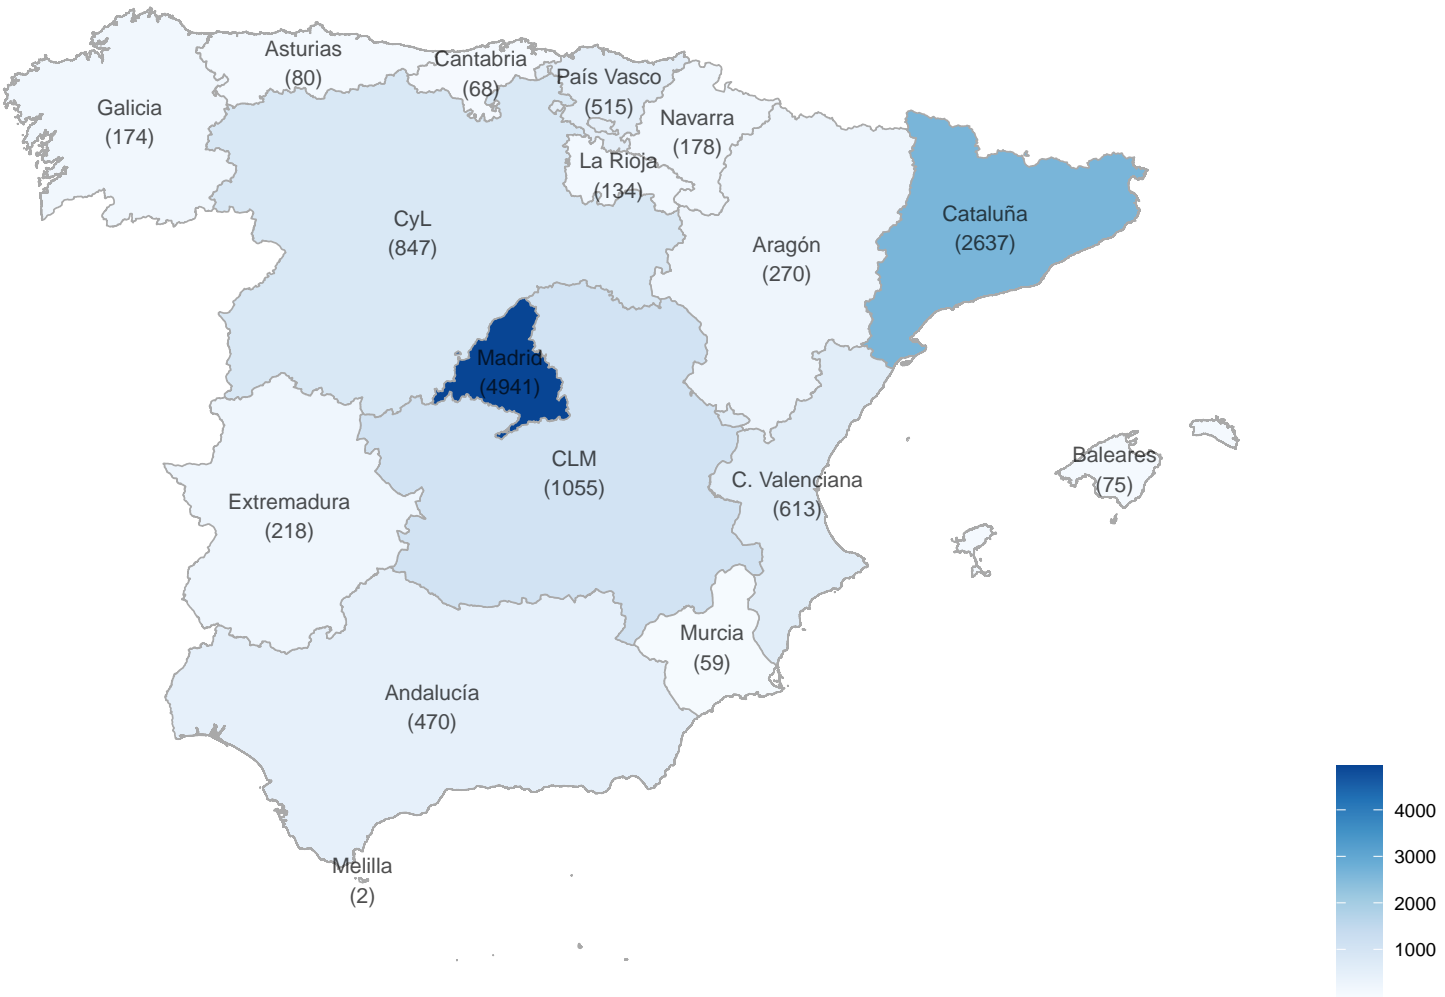 Asturias
(80)
Cantabria
(68)
País Vasco
(515)
Galicia
(174)
Navarra
(178)
La Rioja
(134)
CyL
(847)
Aragón
(270)
Cataluña
(2637)
Madrid
(4941)
CLM
(1055)
C. Valenciana
(613)
Baleares
(75)
Extremadura
(218)
Murcia
(59)
Andalucía
(470)
Melilla
(2)
4000
3000
2000
1000